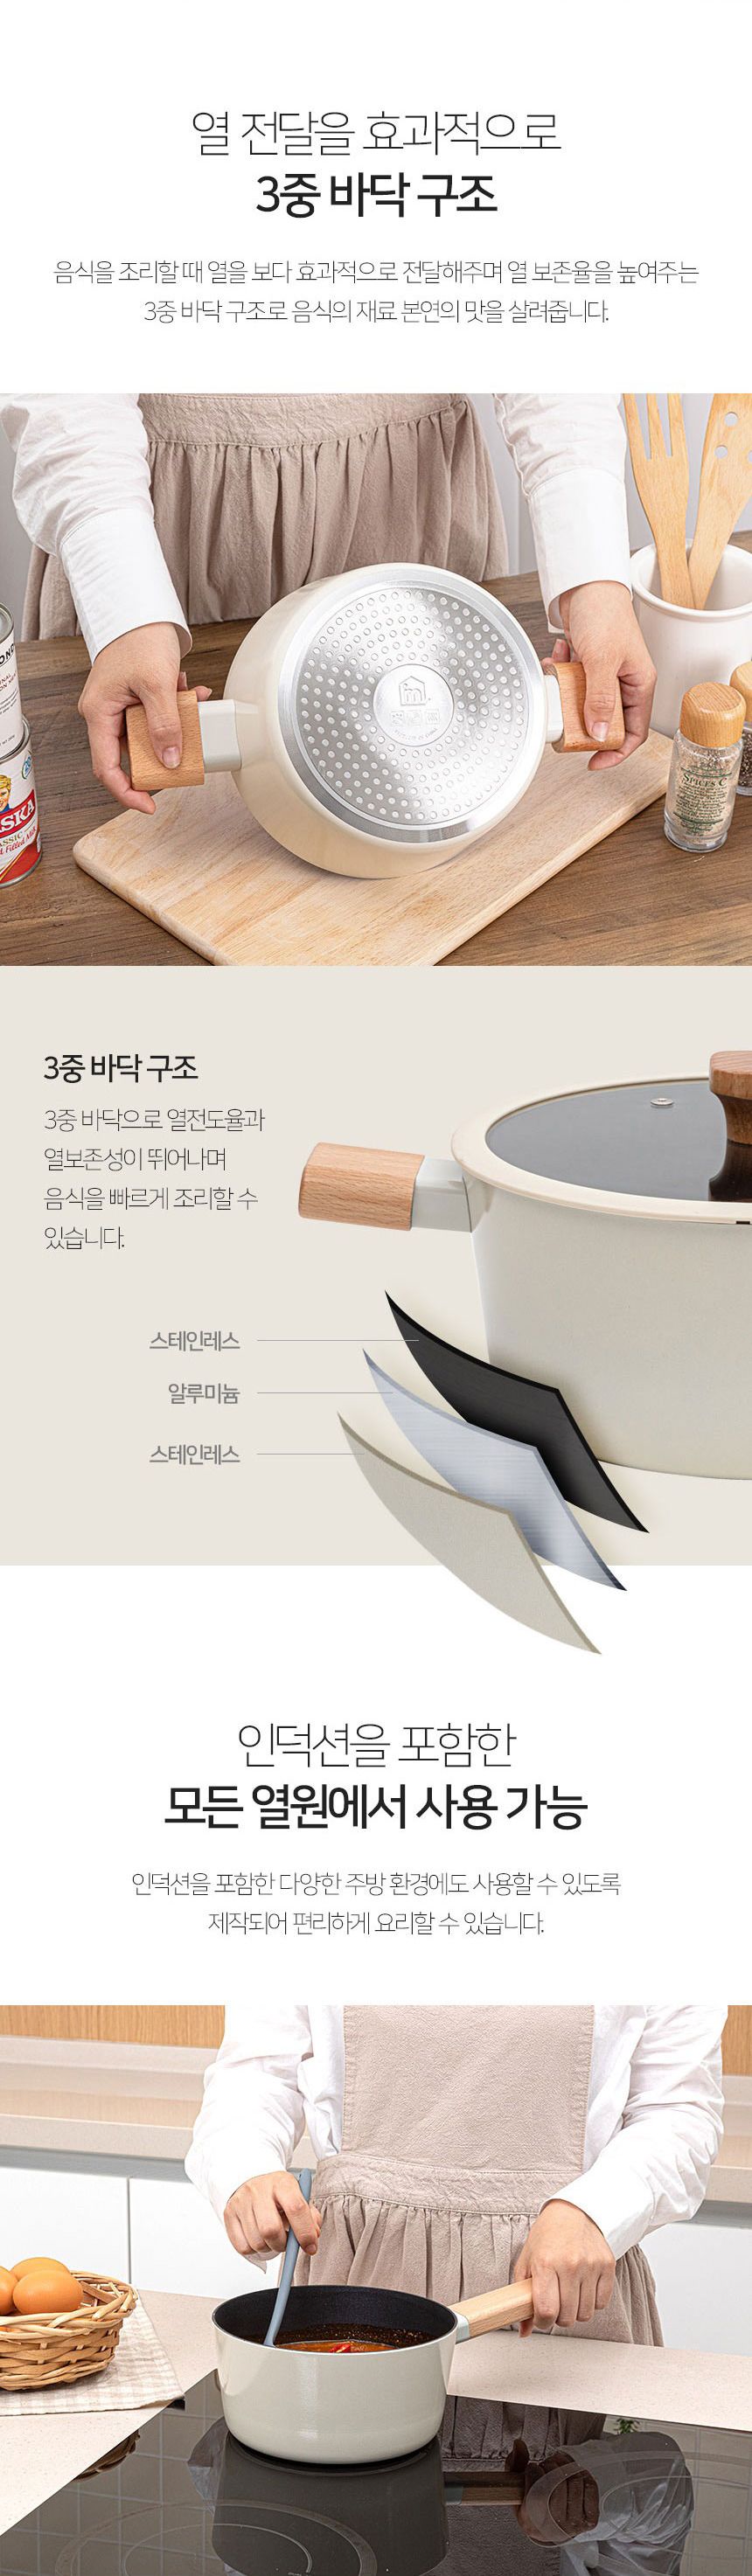 열 전달을 효과적으로
3중 바닥 구조
음식을 조리할 때 열을 보다 효과적으로 전달해주며 열 보존율을 높여주는
3중 바닥 구조로 음식의 재료 본연의 맛을 살려줍니다.
SKA
SPICES
3중 바닥 구조
3중 바닥으로 열전도율과
열보존성이 뛰어나며
음식을 빠르게 조리할 수
있습니다.
스테인레스
알루미늄
스테인레스
인덕션을 포함한
모든 열원에서 사용 가능
인덕션을 포함한 다양한 주방 환경에도 사용할 수 있도록
제작되어 편리하게 요리할 수 있습니다.